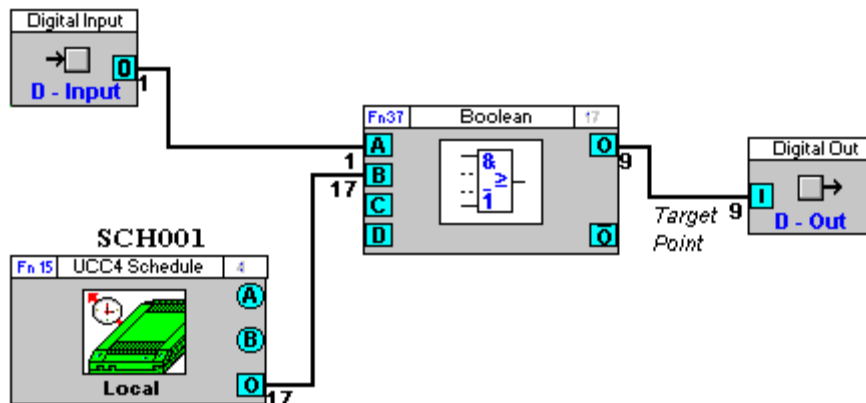 Digital Input
O
D - Input
1
Fn37 Boolean 17
A
1
B
17
C
D
&
≥
1
O
9
O
Target
Point
9
Digital Out
I
D - Out
SCH001
Fn 15 UCC4 Schedule 4
A
B
Local
O
17